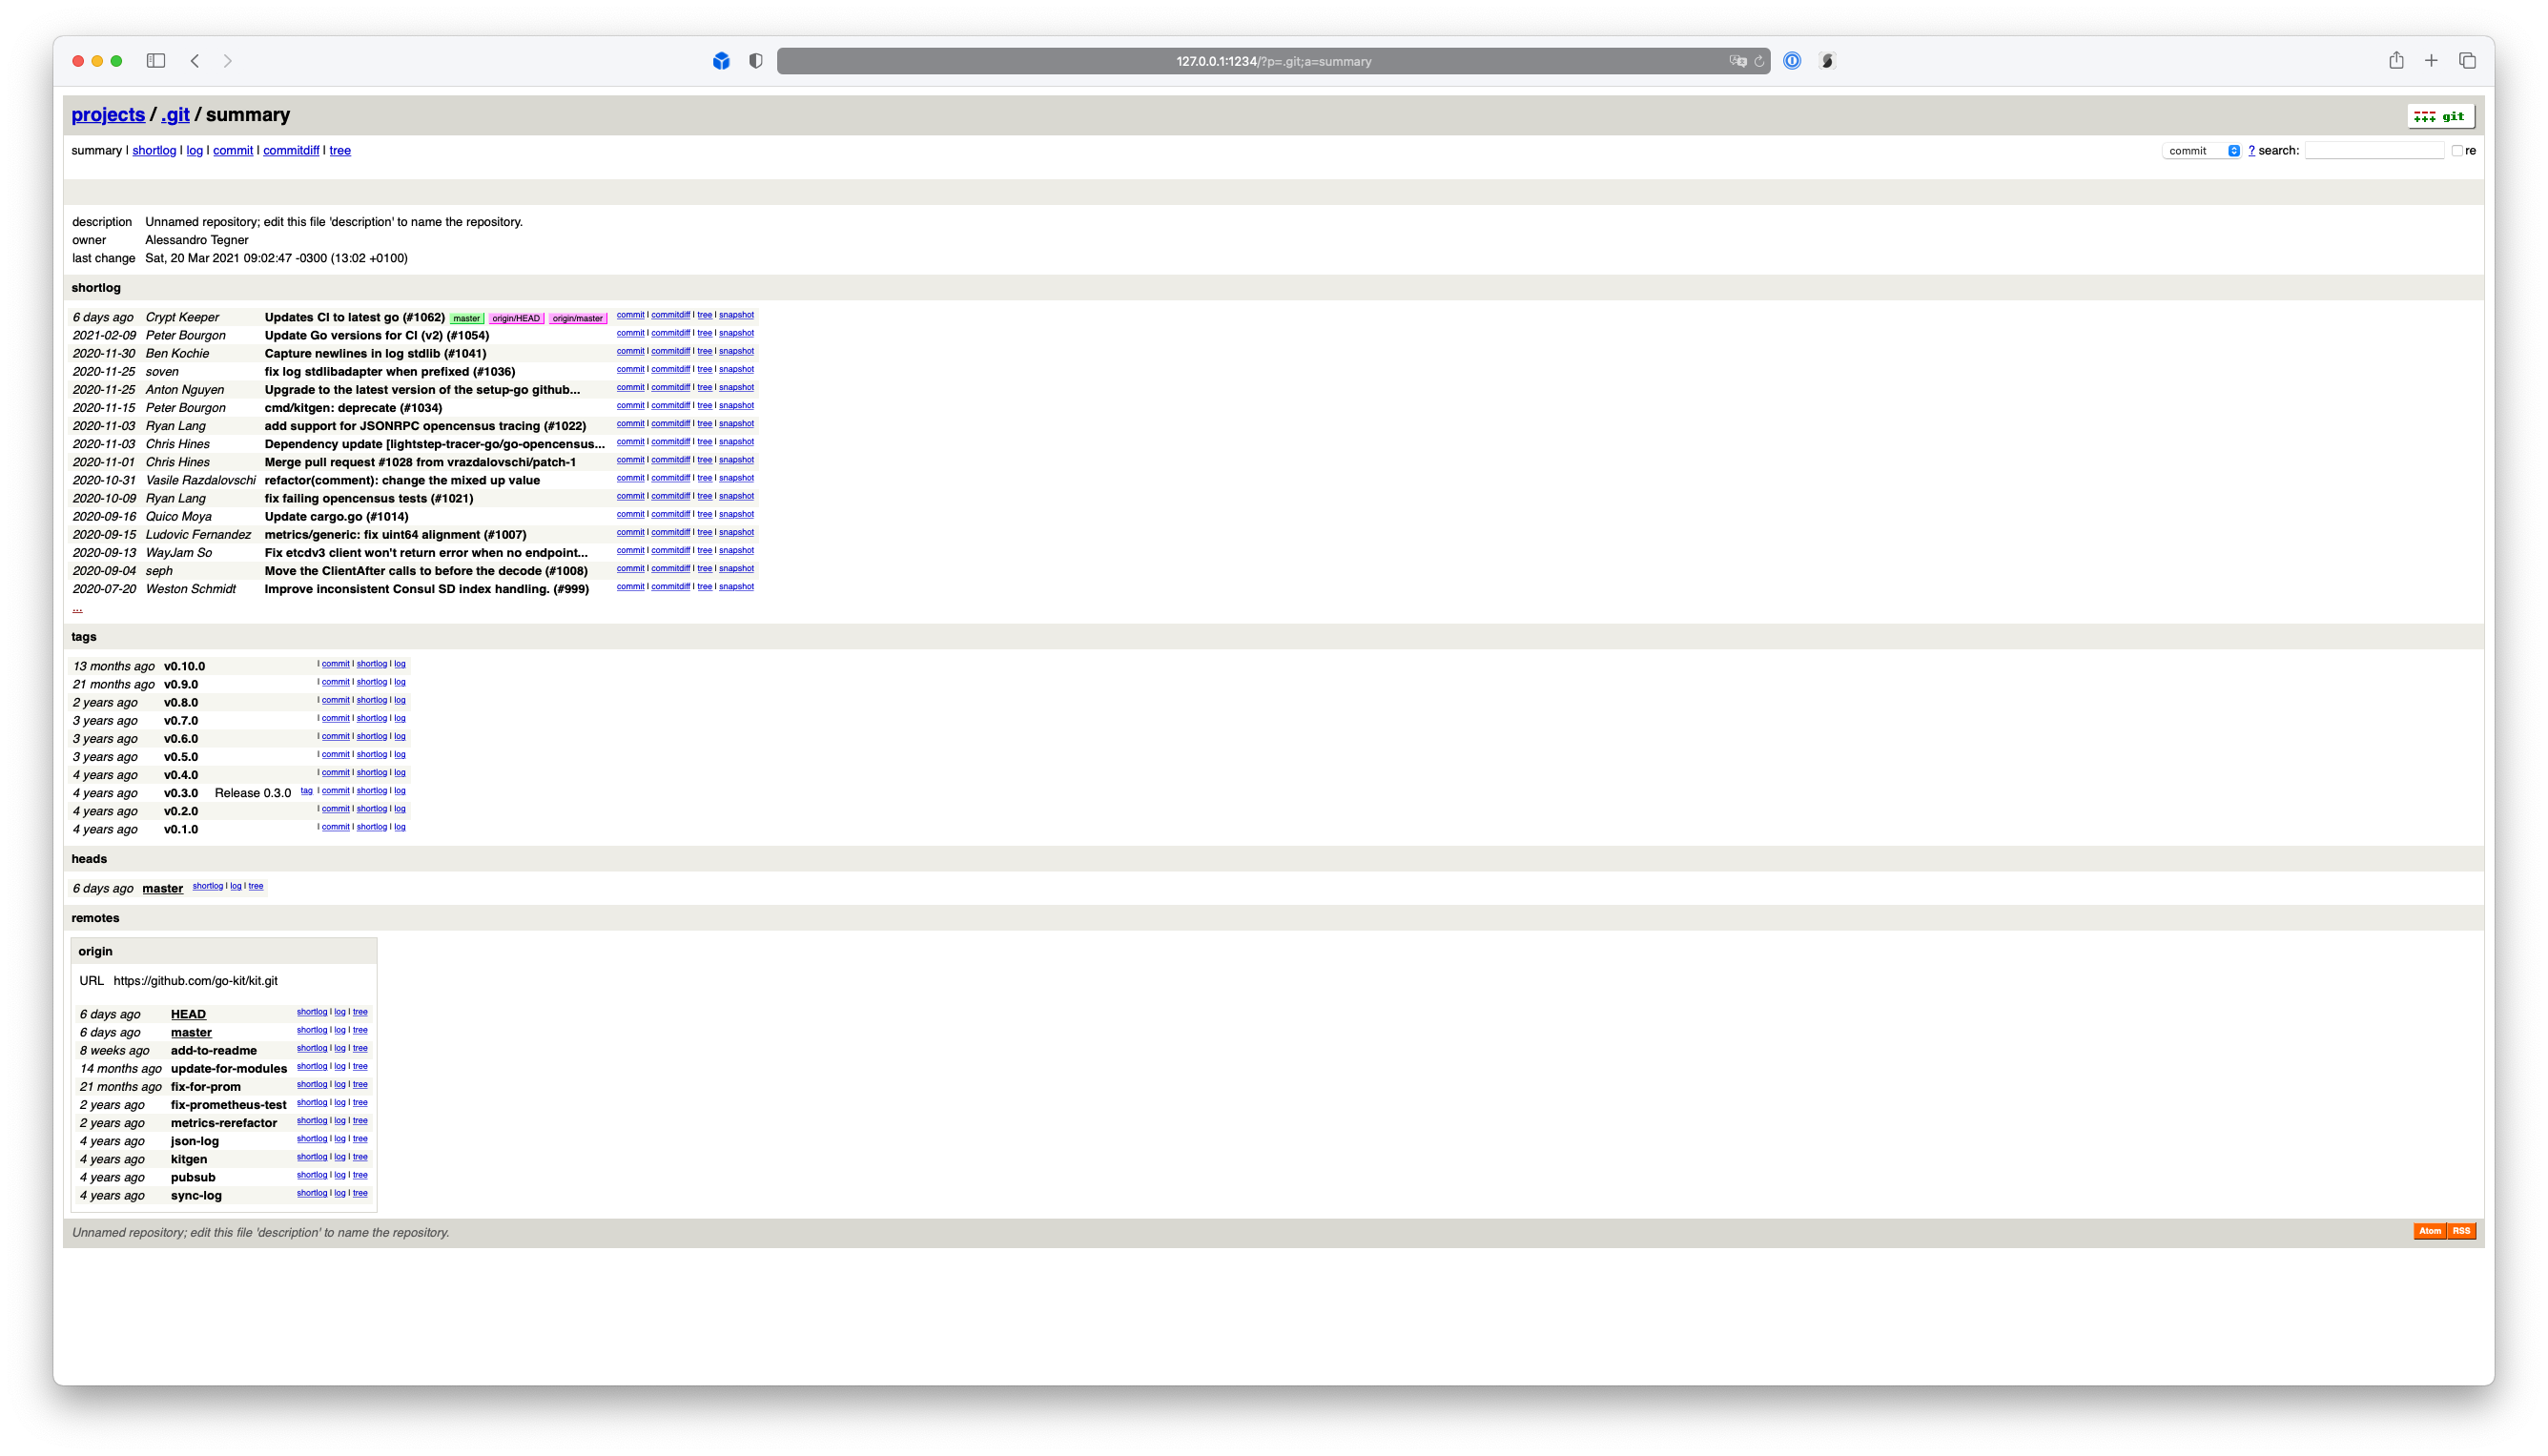 127.0.0.1:1234/?p=.git;a=summary
projects / .git / summary
git
summary | shortlog | log | commit | commitdiff | tree
commit ? search: re
description Unnamed repository; edit this file 'description' to name the repository.
owner Alessandro Tegner
last change Sat, 20 Mar 2021 09:02:47 -0300 (13:02 +0100)
shortlog
6 days ago Crypt Keeper Updates CI to latest go (#1062) master origin/HEAD origin/master commit | commitdiff | tree | snapshot
2021-02-09 Peter Bourgon Update Go versions for CI (v2) (#1054) commit | commitdiff | tree | snapshot
2020-11-30 Ben Kochie Capture newlines in log stdlib (#1041) commit | commitdiff | tree | snapshot
2020-11-25 soven fix log stdlibadapter when prefixed (#1036) commit | commitdiff | tree | snapshot
2020-11-25 Anton Nguyen Upgrade to the latest version of the setup-go github... commit | commitdiff | tree | snapshot
2020-11-15 Peter Bourgon cmd/kitgen: deprecate (#1034) commit | commitdiff | tree | snapshot
2020-11-03 Ryan Lang add support for JSONRPC opencensus tracing (#1022) commit | commitdiff | tree | snapshot
2020-11-03 Chris Hines Dependency update [lightstep-tracer-go/go-opencensus... commit | commitdiff | tree | snapshot
2020-11-01 Chris Hines Merge pull request #1028 from vrazdalovschi/patch-1 commit | commitdiff | tree | snapshot
2020-10-31 Vasile Razdalovschi refactor(comment): change the mixed up value commit | commitdiff | tree | snapshot
2020-10-09 Ryan Lang fix failing opencensus tests (#1021) commit | commitdiff | tree | snapshot
2020-09-16 Quico Moya Update cargo.go (#1014) commit | commitdiff | tree | snapshot
2020-09-15 Ludovic Fernandez metrics/generic: fix uint64 alignment (#1007) commit | commitdiff | tree | snapshot
2020-09-13 WayJam So Fix etcdv3 client won't return error when no endpoint... commit | commitdiff | tree | snapshot
2020-09-04 seph Move the ClientAfter calls to before the decode (#1008) commit | commitdiff | tree | snapshot
2020-07-20 Weston Schmidt Improve inconsistent Consul SD index handling. (#999) commit | commitdiff | tree | snapshot
...
tags
13 months ago v0.10.0 | commit | shortlog | log
21 months ago v0.9.0 | commit | shortlog | log
2 years ago v0.8.0 | commit | shortlog | log
3 years ago v0.7.0 | commit | shortlog | log
3 years ago v0.6.0 | commit | shortlog | log
3 years ago v0.5.0 | commit | shortlog | log
4 years ago v0.4.0 | commit | shortlog | log
4 years ago v0.3.0 Release 0.3.0 tag | commit | shortlog | log
4 years ago v0.2.0 | commit | shortlog | log
4 years ago v0.1.0 | commit | shortlog | log
heads
6 days ago master shortlog | log | tree
remotes
origin
URL https://github.com/go-kit/kit.git
6 days ago HEAD shortlog | log | tree
6 days ago master shortlog | log | tree
8 weeks ago add-to-readme shortlog | log | tree
14 months ago update-for-modules shortlog | log | tree
21 months ago fix-for-prom shortlog | log | tree
2 years ago fix-prometheus-test shortlog | log | tree
2 years ago metrics-rerefactor shortlog | log | tree
4 years ago json-log shortlog | log | tree
4 years ago kitgen shortlog | log | tree
4 years ago pubsub shortlog | log | tree
4 years ago sync-log shortlog | log | tree
Unnamed repository; edit this file 'description' to name the repository. Atom RSS